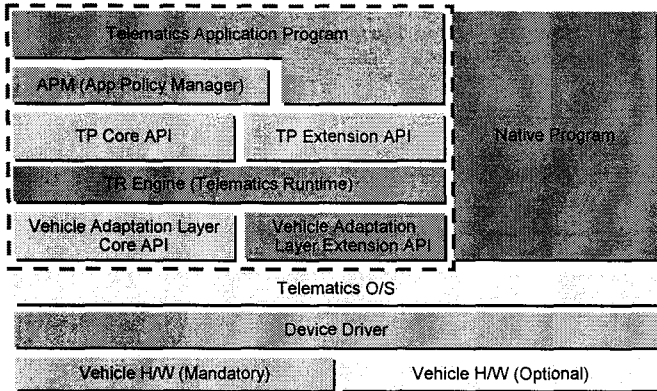 Telematics Application Program
APM (App Policy Manager)
TP Core API
TP Extension API
Native Program
TR Engine (Telematics Runtime)
Vehicle Adaptation Layer
Core API
Vehicle Adaptation
Layer Extension API
Telematics O/S
Device Driver
Vehicle H/W (Mandatory)
Vehicle H/W (Optional)